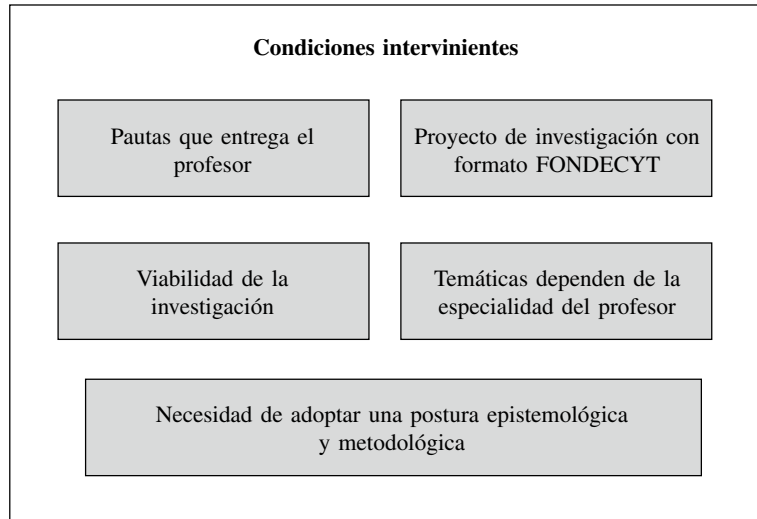 Condiciones intervinientes
Pautas que entrega el
profesor
Proyecto de investigación con
formato FONDECYT
Viabilidad de la
investigación
Temáticas dependen de la
especialidad del profesor
Necesidad de adoptar una postura epistemológica
y metodológica